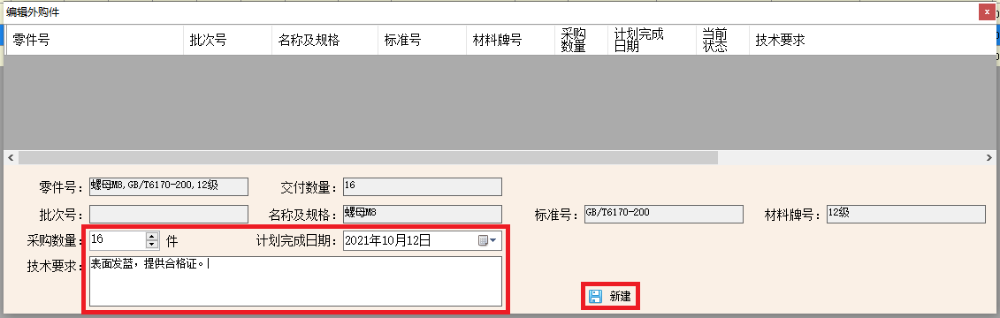 编辑外购件
零件号 批次号 名称及规格 标准号 材料牌号 采购数量 计划完成日期 当前状态 技术要求
零件号： 螺母M8,GB/T6170-200,12级 交付数量： 16
批次号： 名称及规格： 螺母M8 标准号： GB/T6170-200 材料牌号： 12级
采购数量： 16 件 计划完成日期： 2021年10月12日
技术要求： 表面发蓝，提供合格证。
新建